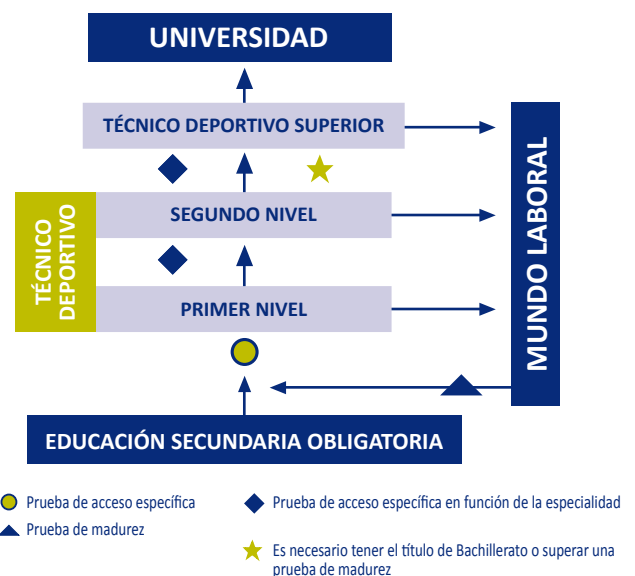 UNIVERSIDAD
TÉCNICO DEPORTIVO SUPERIOR
SEGUNDO NIVEL
TÉCNICO
DEPORTIVO
PRIMER NIVEL
MUNDO LABORAL
EDUCACIÓN SECUNDARIA OBLIGATORIA
Prueba de acceso específica
Prueba de madurez
Prueba de acceso específica en función de la especialidad
Es necesario tener el título de Bachillerato o superar una
prueba de madurez